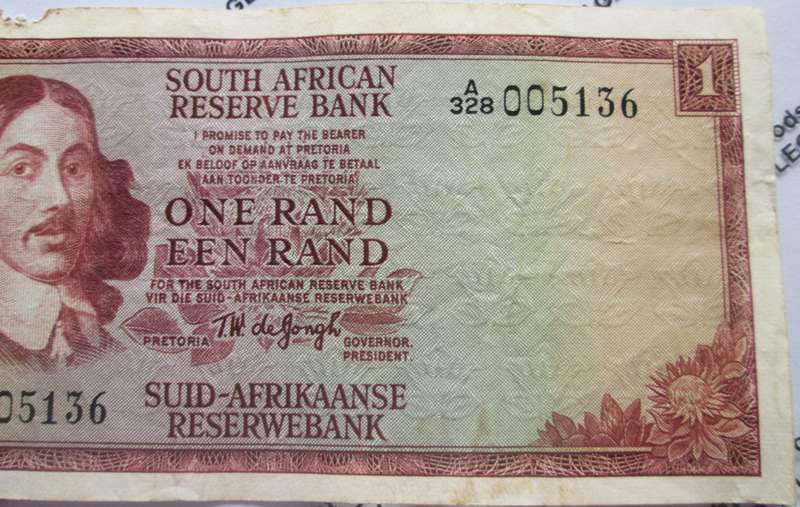 SOUTH AFRICAN
RESERVE BANK
A/328 005136
1
I PROMISE TO PAY THE BEARER
ON DEMAND AT PRETORIA
EK BELOOF OP AANVRAAG TE BETAAL
AAN TOONDER TE PRETORIA
ONE RAND
EEN RAND
FOR THE SOUTH AFRICAN RESERVE BANK
VIR DIE SUID-AFRIKAANSE RESERWEBANK
T.W. de Jongh
PRETORIA GOVERNOR.
PRESIDENT.
005136
SUID-AFRIKAANSE
RESERWEBANK